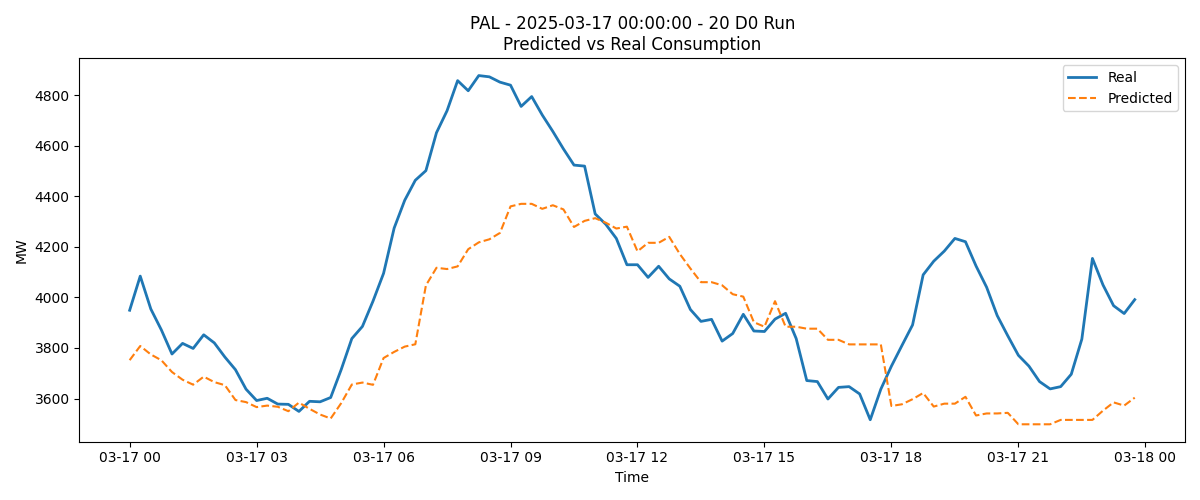 PAL - 2025-03-17 00:00:00 - 20 D0 Run
Predicted vs Real Consumption
Real
Predicted
MW
4800
4600
4400
4200
4000
3800
3600
03-17 00
03-17 03
03-17 06
03-17 09
03-17 12
03-17 15
03-17 18
03-17 21
03-18 00
Time